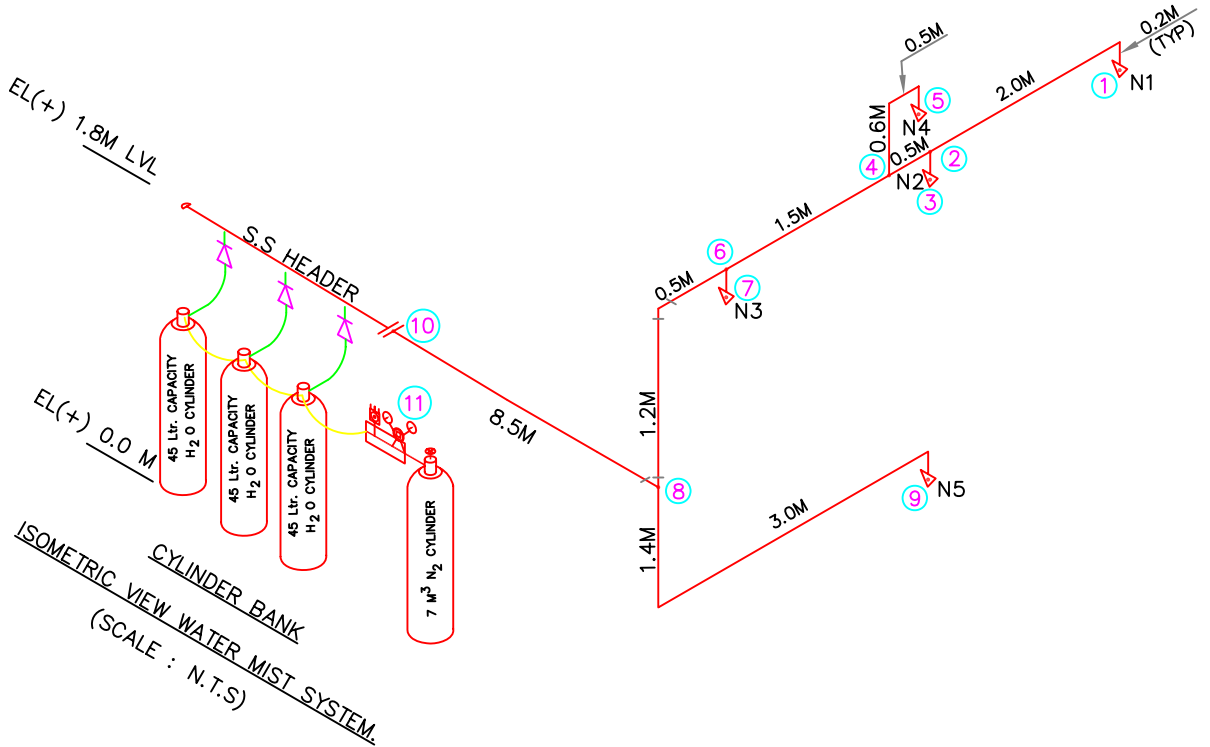 EL(+) 1.8M LVL
S.S HEADER
10
8.5M
8
45 Ltr. CAPACITY
H2O CYLINDER
45 Ltr. CAPACITY
H2O CYLINDER
45 Ltr. CAPACITY
H2O CYLINDER
11
7 M³ N2 CYLINDER
EL(+) 0.0 M
CYLINDER BANK
ISOMETRIC VIEW WATER MIST SYSTEM.
(SCALE : N.T.S)
0.2M
(TYP)
1
N1
2.0M
0.5M
5
N4
0.6M
4
0.5M
2
N2
3
1.5M
6
0.5M
7
N3
1.2M
1.4M
3.0M
9
N5